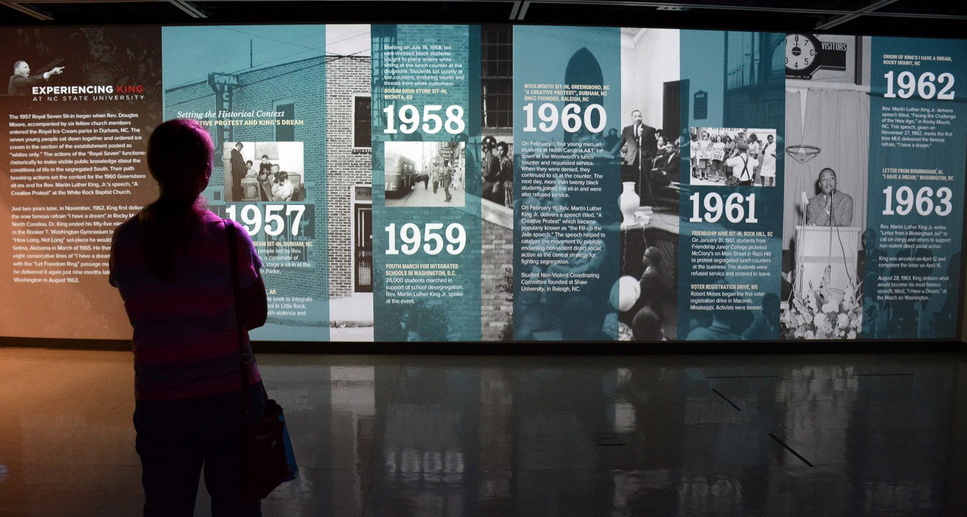 EXPERIENCING KING
AT NC STATE UNIVERSITY
The 1957 Royal Seven Sit-in began when Rev. Douglas
Moore, accompanied by six fellow church members
entered the Royal Ice Cream parlor in Durham, NC. The
seven young people sat down together and ordered ice
cream in the section of the establishment posted as
"whites only." The actions of the "Royal Seven" functioned
rhetorically to make visible public knowledge about the
conditions of life in the segregated South. Their path
breaking actions set the context for the 1960 Greensboro
sit-ins and for Rev. Martin Luther King, Jr.'s, speech, "A
Creative Protest" at the White Rock Baptist Church.
Just two years later, in November, 1962, King first deliver
the now famous refrain "I have a dream" in Rocky M
North Carolina. Dr. King ended his fifty-five m
in the Booker T. Washington Gymnasium
"How Long, Not Long" set-piece he would
Selma, Alabama in March of 1965. He the
eight consecutive lines of "I have a drea
with the "Let Freedom Ring" passage
he delivered it again just nine months late
Washington in August 1963.
ROYAL
Setting the Historical Context
TIVE PROTEST AND KING'S DREAM
1957
REAM SIT-IN, DURHAM, NC
people led by Rev.
Parlor.
seek to integrate
ol in Little Rock,
with violence and
Starting on July 19, 1958, ten
well-dressed black students
sought to place orders while
sitting at the lunch counter at the
drugstore. Students sat quietly at
the counters, enduring taunts and
threats from white customers.
DOCKUM DRUG STORE SIT-IN,
WICHITA, KS
1958
1959
YOUTH MARCH FOR INTEGRATED
SCHOOLS IN WASHINGTON, D.C.
26,000 students marched in
support of school desegregation.
Rev. Martin Luther King Jr. spoke
at the event.
WOOLWORTH SIT-IN, GREENSBORO, NC
"A CREATIVE PROTEST", DURHAM, NC
SNCC FOUNDED, RALEIGH, NC
1960
On February 1, four young men, all
students at North Carolina A&T, sat
down at the Woolworth's lunch
counter and requested service.
When they were denied, they
continued to sit at the counter. The
next day, more than twenty black
students joined the sit-in and were
also refused service.
On February 16, Rev. Martin Luther
King Jr. delivers a speech titled, "A
Creative Protest" which became
popularly known as the "Fill-up the
Jails speech." The speech helped to
catalyze the movement by publicly
endorsing non-violent direct social
action as the central strategy for
fighting segregation.
Student Non-Violent Coordinating
Committee founded at Shaw
University, in Raleigh, NC.
1961
FRIENDSHIP NINE SIT-IN, ROCK HILL, SC
On January 31, 1961, students from
Friendship Junior College picketed
McCrory's on Main Street in Rock Hill
to protest segregated lunch counters
at the business. The students were
refused service and ordered to leave.
VOTER REGISTRATION DRIVE, MS
Robert Moses began the first voter
registration drive in Macomb,
Mississippi. Activists were
VISITORS
ORIGIN OF I HAVE A DREAM,
ROCKY MOUNT, NC
1962
Rev. Martin Luther King Jr. delivers
speech titled, "Facing the Challenge
of the New Age," in Rocky Mount,
NC. This speech, given on
November 27, 1962, marks the first
time MLK delivered the famous
refrain, "I have a dream".
LETTER FROM BIRMINGHAM, AL
"I HAVE A DREAM," WASHINGTON, DC
1963
Rev. Martin Luther King Jr. writes
"Letter from a Birmingham Jail" to
call on clergy and others to support
non-violent direct social action.
King was arrested on April 12 and
completes the letter on April 16.
August 28, 1963, King delivers what
would become his most famous
speech, titled, "I Have a Dream," at
the March on Washington.